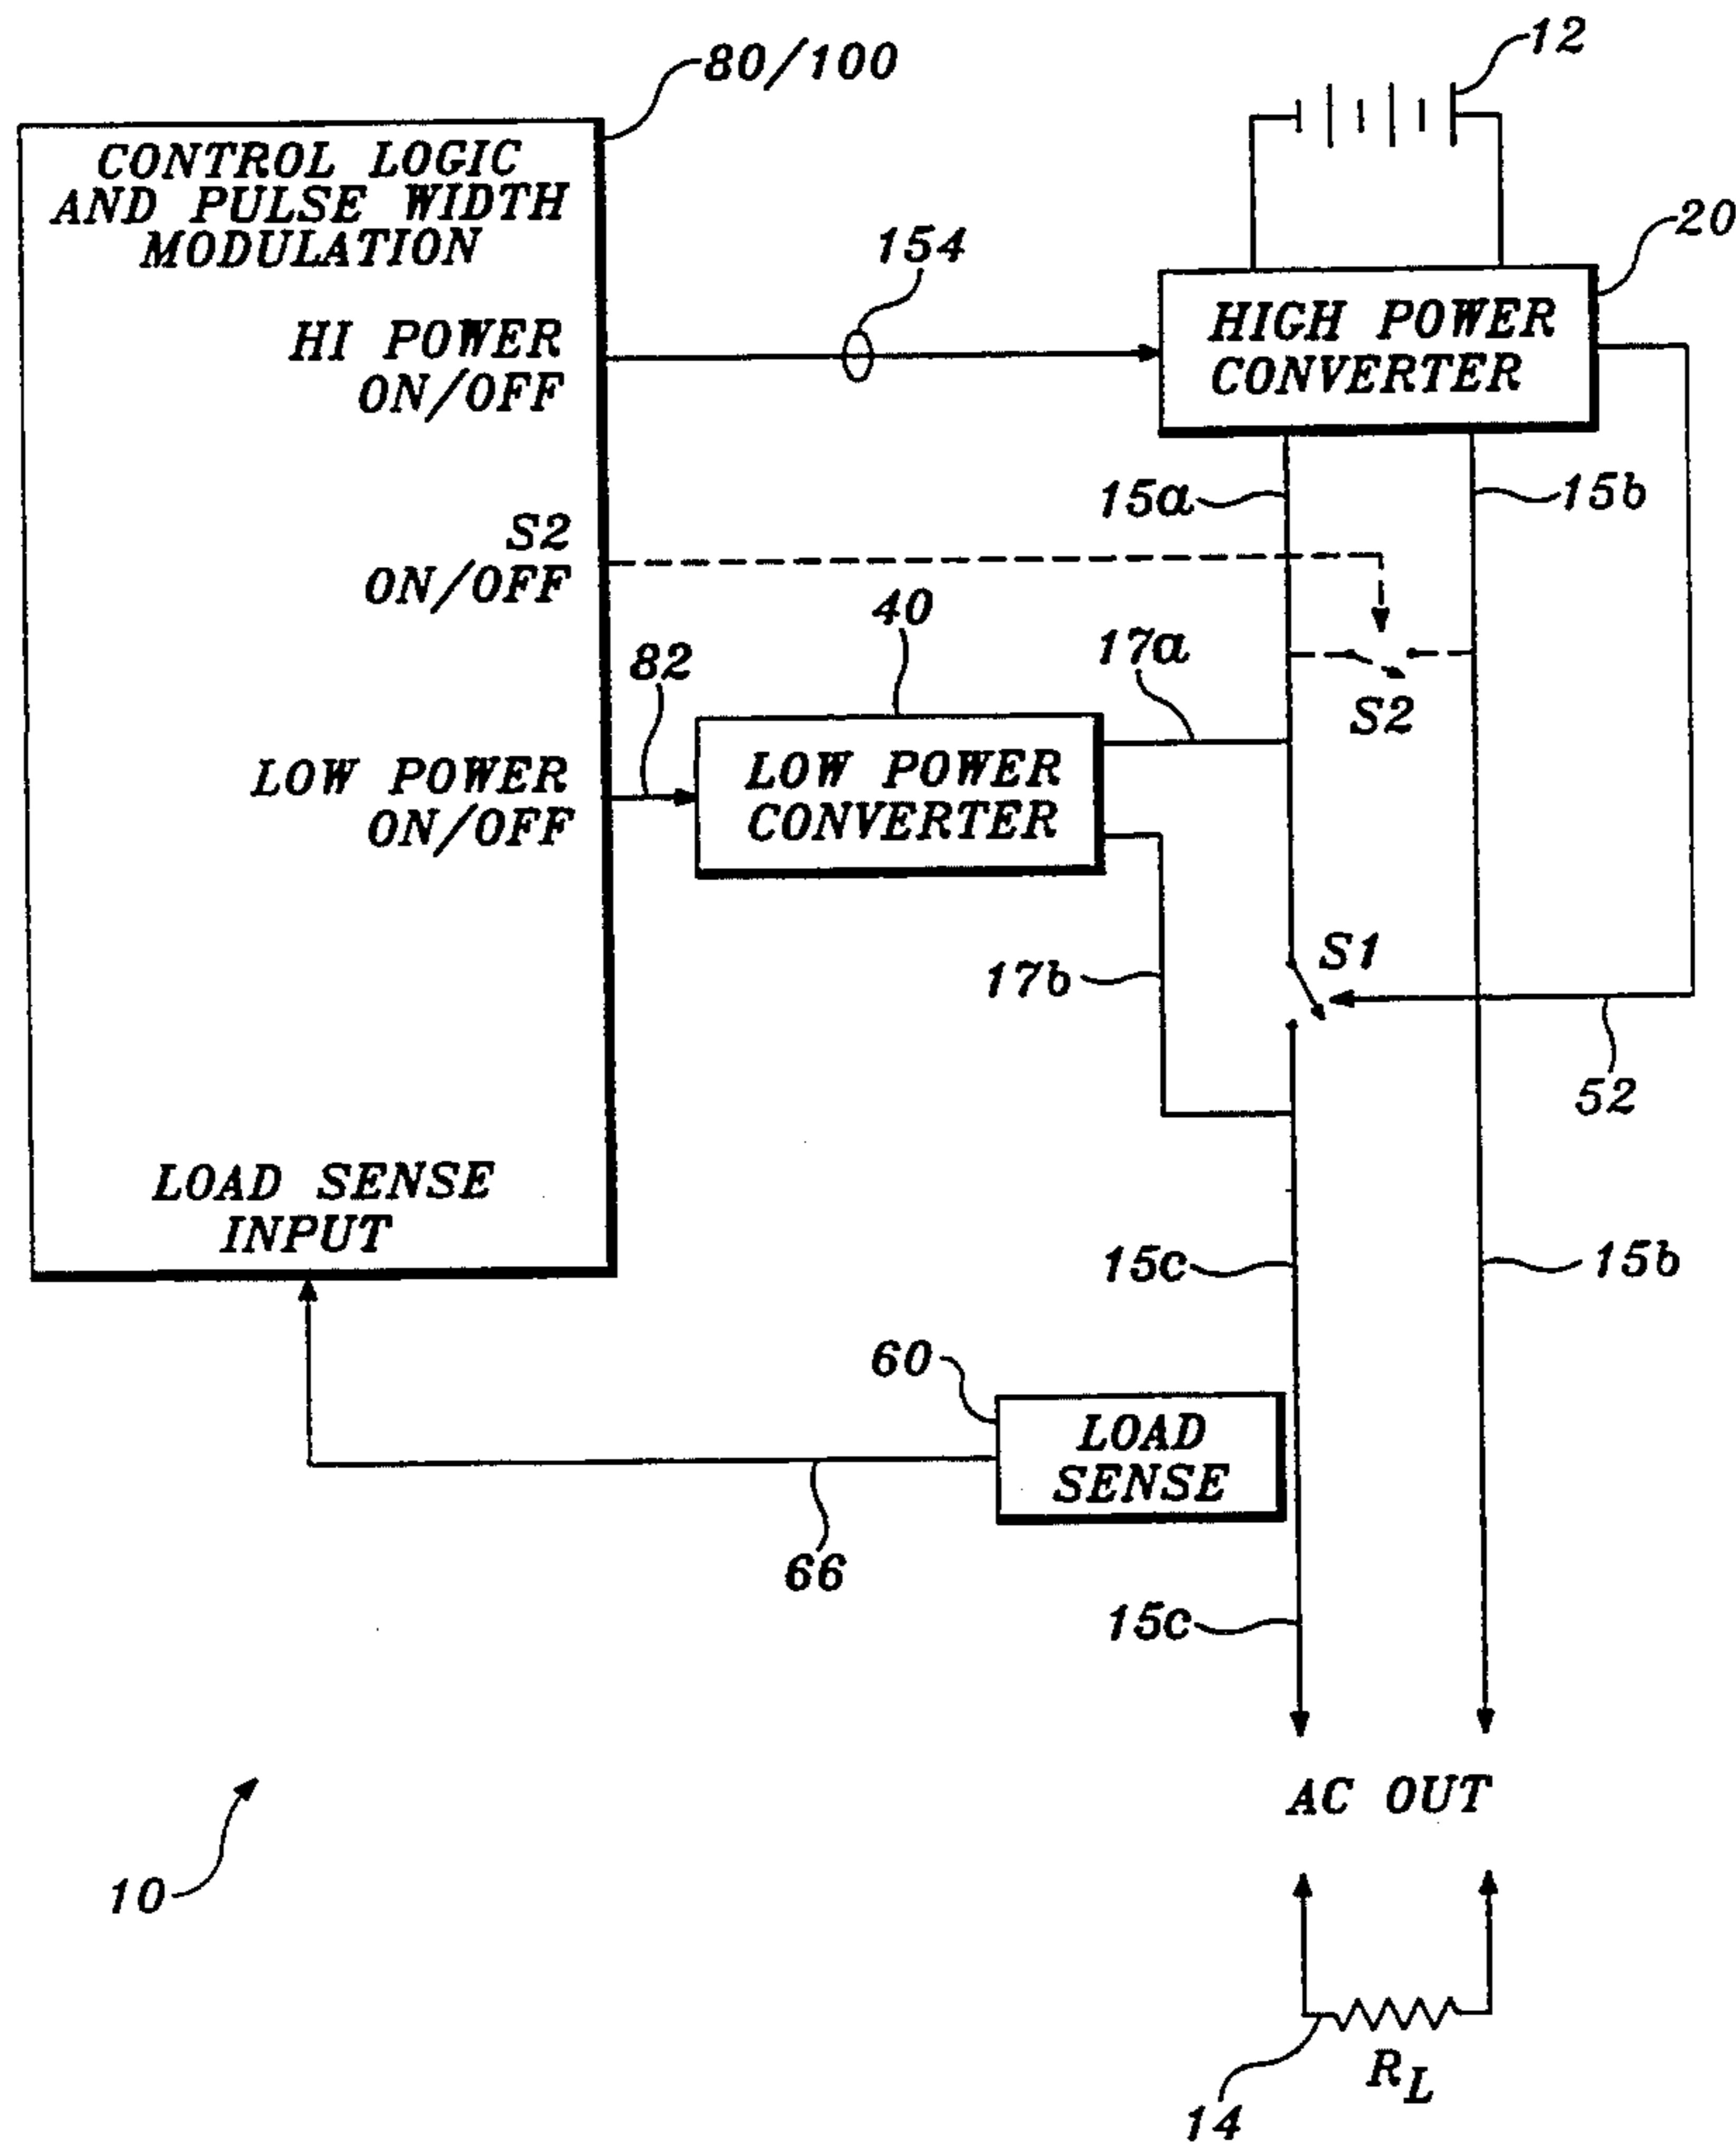 80/100
12
CONTROL LOGIC
AND PULSE WIDTH
MODULATION
154
20
HI POWER
ON/OFF
HIGH POWER
CONVERTER
15a
15b
S2
ON/OFF
40
17a
82
S2
LOW POWER
ON/OFF
LOW POWER
CONVERTER
S1
17b
52
LOAD SENSE
INPUT
15c
15b
60
LOAD
SENSE
66
15c
AC OUT
10
RL
14